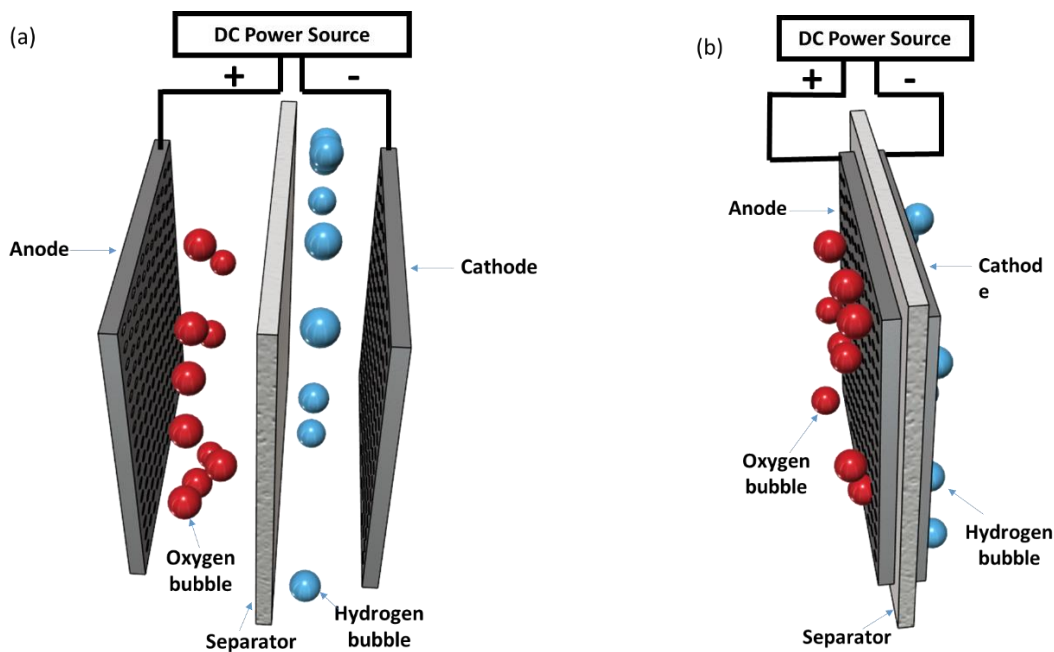 (a)
DC Power Source
+
-
Anode
Cathode
Oxygen
bubble
Hydrogen
bubble
Separator
(b)
DC Power Source
+
-
Anode
Cathod
e
Oxygen
bubble
Hydrogen
bubble
Separator